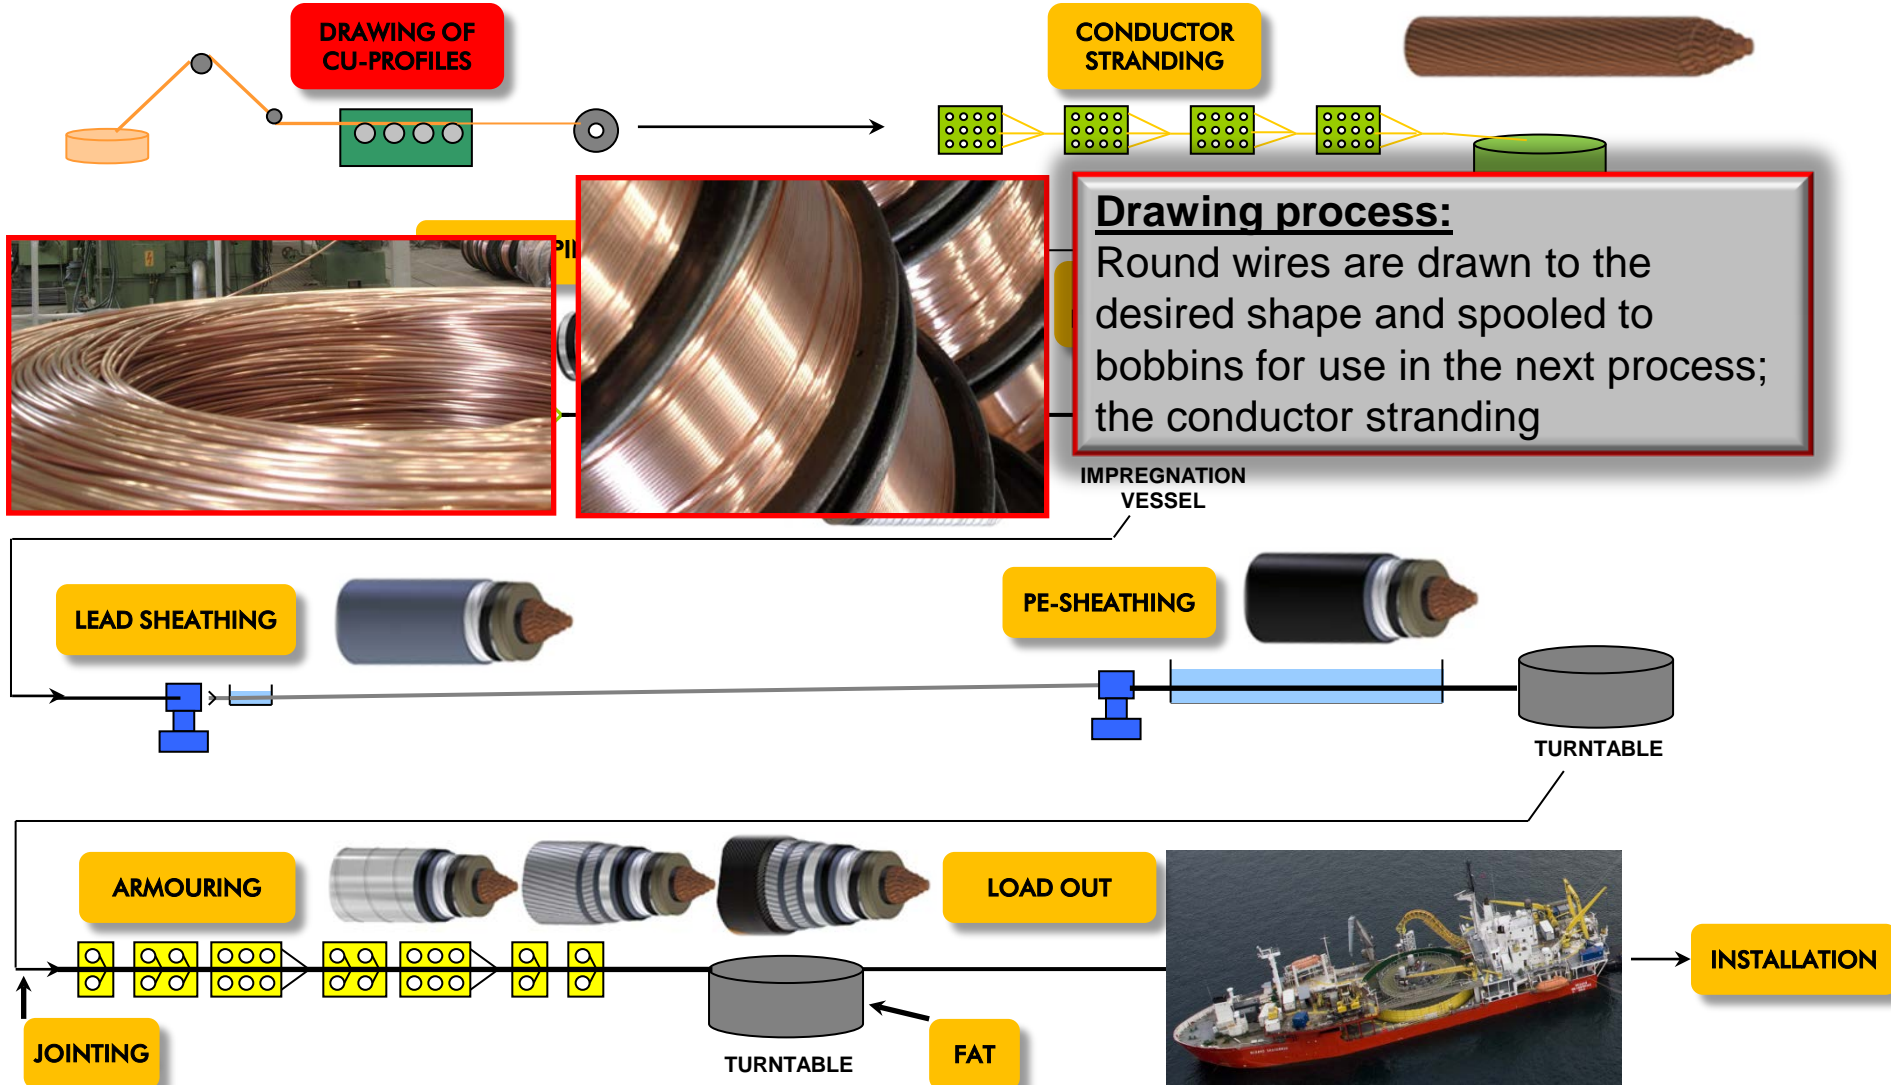 DRAWING OF
CU-PROFILES
CONDUCTOR
STRANDING
Drawing process:
Round wires are drawn to the
desired shape and spooled to
bobbins for use in the next process;
the conductor stranding
IMPREGNATION
VESSEL
LEAD SHEATHING
PE-SHEATHING
TURNTABLE
ARMOURING
LOAD OUT
INSTALLATION
JOINTING
TURNTABLE
FAT